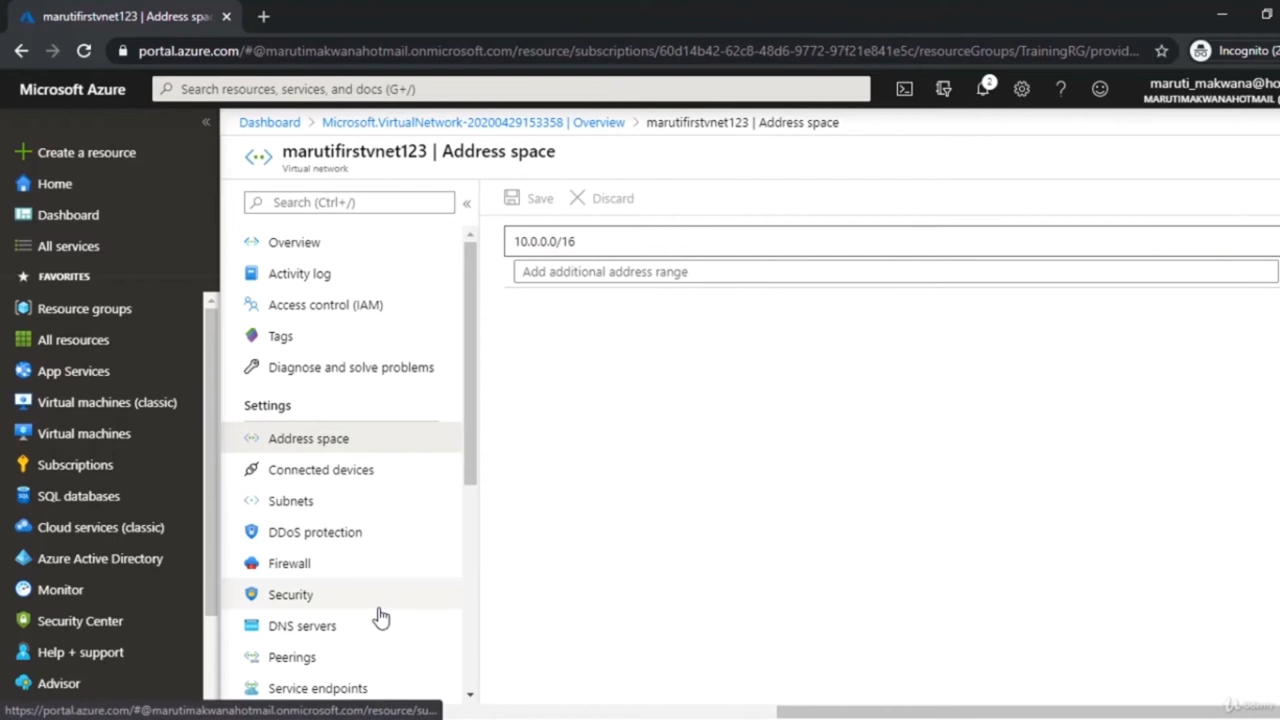 marutifirstvnet123 | Address spac
portal.azure.com/#@marutimakwanahotmail.onmicrosoft.com/resource/subscriptions/60d14b42-62c8-48d6-9772-97f21e841e5c/resourceGroups/TrainingRG/provid...
Incognito (2
Microsoft Azure
Search resources, services, and docs (G+/)
2
maruti_makwana@ho
MARUTIMAKWANAHOTMAIL (
Dashboard
Microsoft.VirtualNetwork-20200429153358 | Overview
marutifirstvnet123 | Address space
marutifirstvnet123 | Address space
Virtual network
Create a resource
Home
Dashboard
All services
FAVORITES
Resource groups
All resources
App Services
Virtual machines (classic)
Virtual machines
Subscriptions
SQL databases
Cloud services (classic)
Azure Active Directory
Monitor
Security Center
Help + support
Advisor
Search (Ctrl+/)
Overview
Activity log
Access control (IAM)
Tags
Diagnose and solve problems
Settings
Address space
Connected devices
Subnets
DDoS protection
Firewall
Security
DNS servers
Peerings
Service endpoints
Save
Discard
10.0.0.0/16
Add additional address range
https://portal.azure.com/#@marutimakwanahotmail.onmicrosoft.com/resource/su...
Udemy